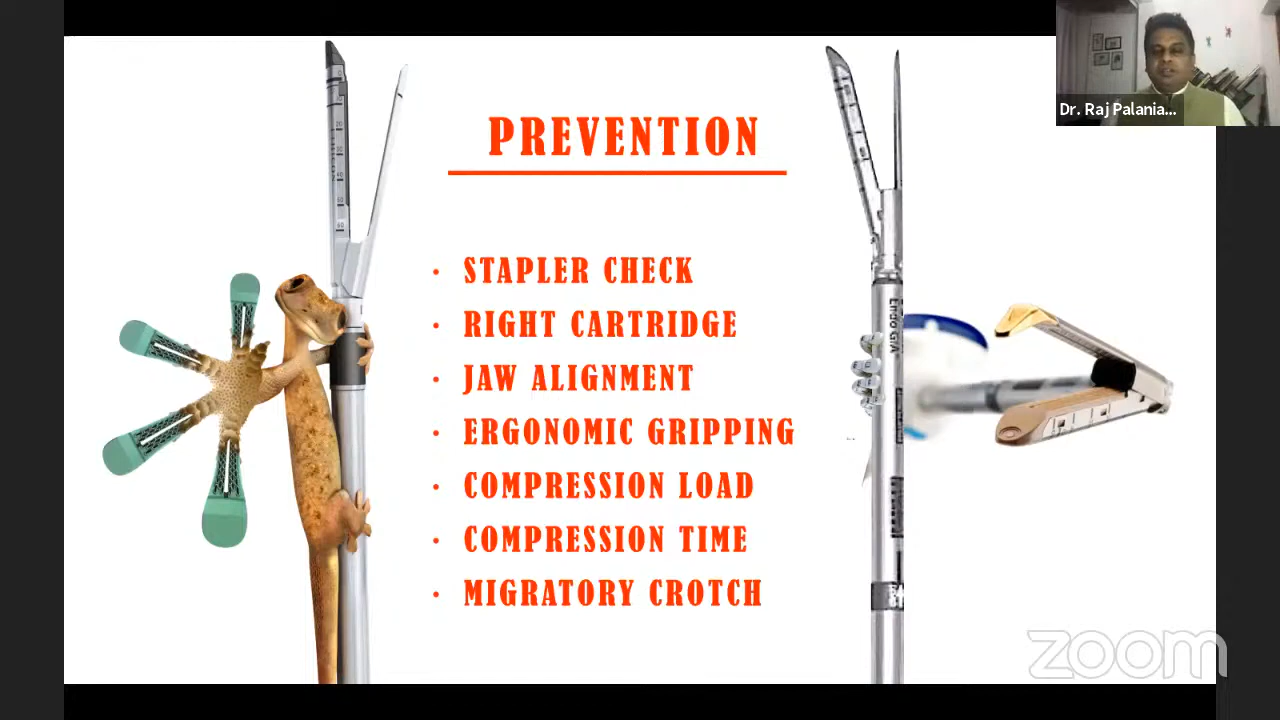 Dr. Raj Palania...
PREVENTION
• STAPLER CHECK
• RIGHT CARTRIDGE
• JAW ALIGNMENT
• ERGONOMIC GRIPPING
• COMPRESSION LOAD
• COMPRESSION TIME
• MIGRATORY CROTCH
Endo GIA
zoom